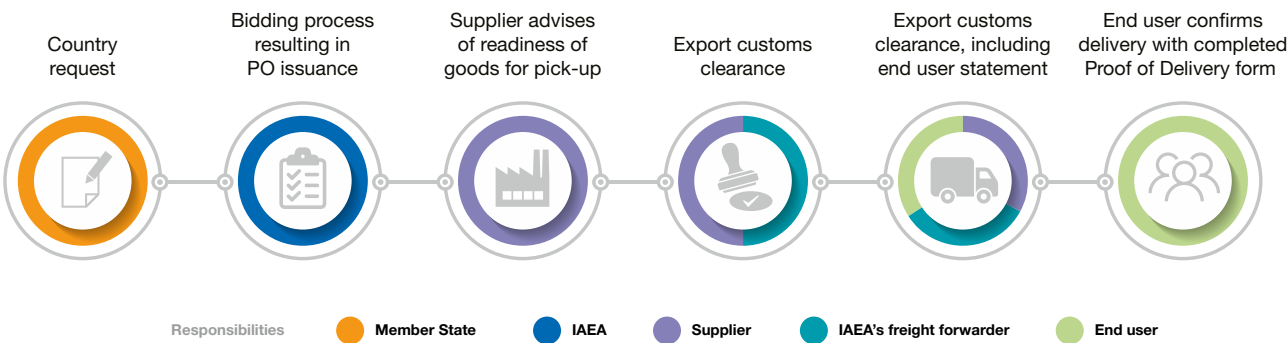 Country
request
Bidding process
resulting in
PO issuance
Supplier advises
of readiness of
goods for pick-up
Export customs
clearance
Export customs
clearance, including
end user statement
End user confirms
delivery with completed
Proof of Delivery form
Responsibilities
Member State
IAEA
Supplier
IAEA's freight forwarder
End user